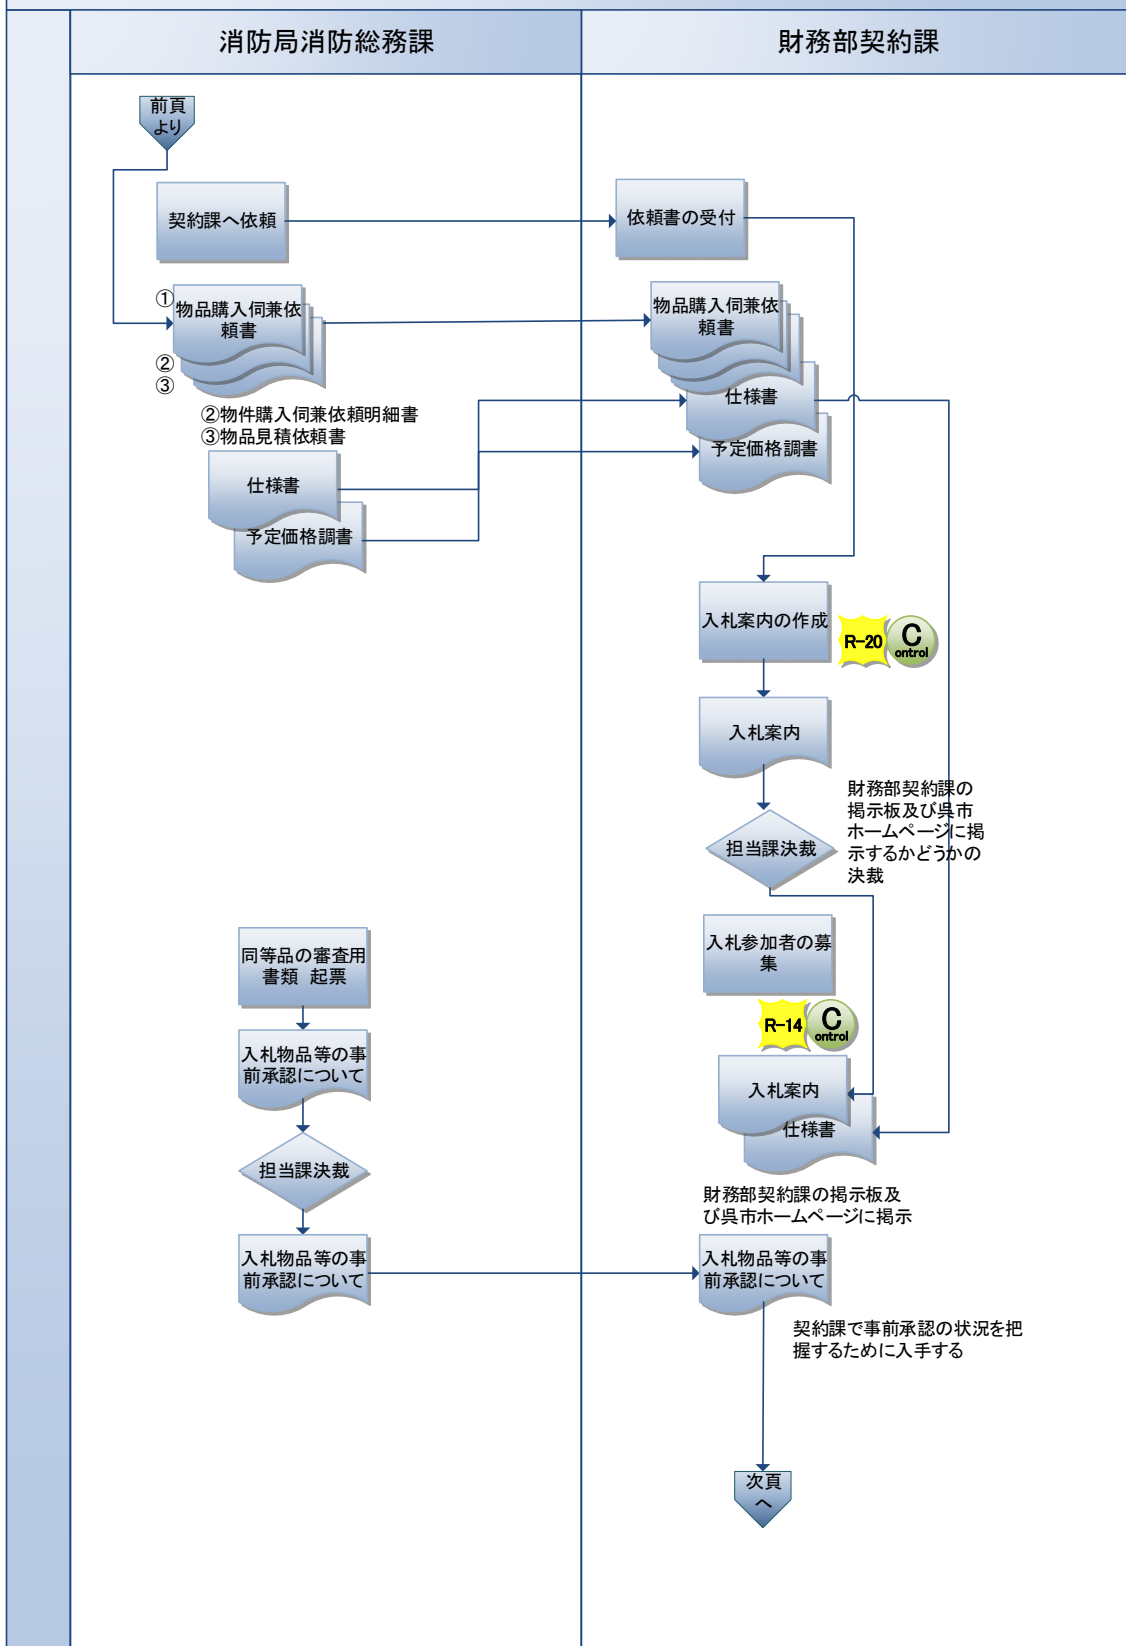 消防局消防総務課
財務部契約課
前頁
より
契約課へ依頼
依頼書の受付
①
物品購入伺兼依
頼書
②
③
物品購入伺兼依
頼書
②物件購入伺兼依頼明細書
③物品見積依頼書
仕様書
予定価格調書
仕様書
予定価格調書
入札案内の作成
R-20
C
ontrol
入札案内
担当課決裁
財務部契約課の
掲示板及び呉市
ホームページに掲
示するかどうかの
決裁
入札参加者の募
集
R-14
C
ontrol
同等品の審査用
書類 起票
入札物品等の事
前承認について
担当課決裁
入札物品等の事
前承認について
入札案内
仕様書
財務部契約課の掲示板及
び呉市ホームページに掲示
入札物品等の事
前承認について
契約課で事前承認の状況を把
握するために入手する
次頁
へ